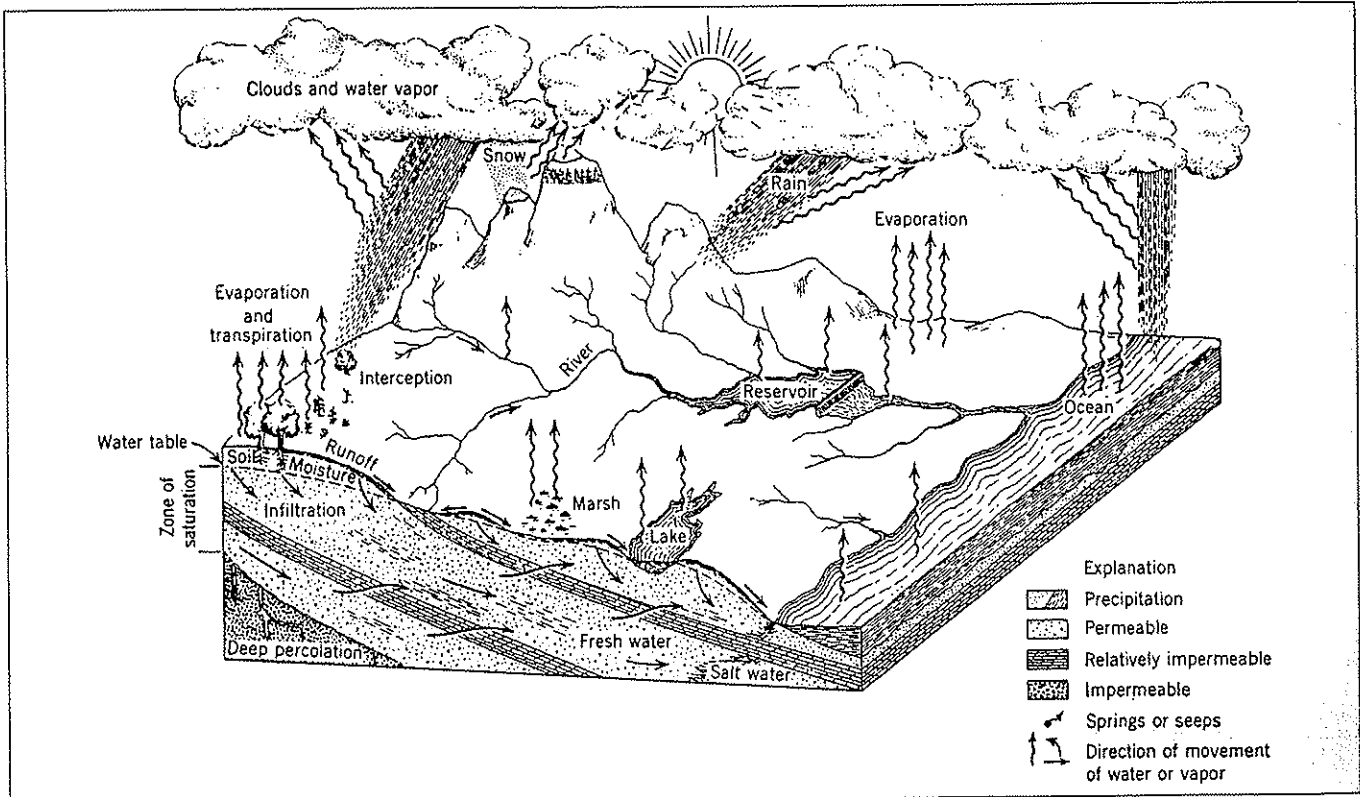 Clouds and water vapor
Snow
Rain
Evaporation
Evaporation
and
transpiration
Interception
River
Reservoir
Ocean
Water table
Soil
Moisture
Runoff
Zone of
saturation
Infiltration
Marsh
Lake
Fresh water
Salt water
Deep percolation
Explanation
Precipitation
Permeable
Relatively impermeable
Impermeable
Springs or seeps
Direction of movement
of water or vapor